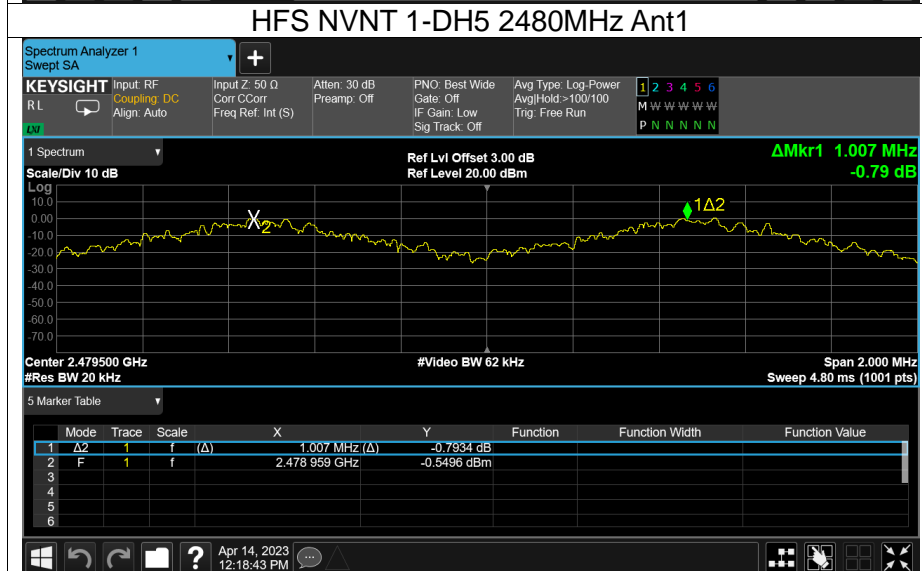 HFS NVNT 1-DH5 2480MHz Ant1
Spectrum Analyzer 1
Swept SA
+
KEYSIGHT Input: RF Input Z: 50 Ω Atten: 30 dB PNO: Best Wide Avg Type: Log-Power 1 2 3 4 5 6
RL Coupling: DC Corr CCorr Preamp: Off Gate: Off Avg|Hold:>100/100 M W W W W W
Align: Auto Freq Ref: Int (S) IF Gain: Low Trig: Free Run
LXI Sig Track: Off P N N N N N
1 Spectrum Ref Lvl Offset 3.00 dB ΔMkr1 1.007 MHz
Scale/Div 10 dB Ref Level 20.00 dBm -0.79 dB
Log
10.0
1Δ2
0.00
X2
-10.0
-20.0
-30.0
-40.0
-50.0
-60.0
-70.0
Center 2.479500 GHz #Video BW 62 kHz Span 2.000 MHz
#Res BW 20 kHz Sweep 4.80 ms (1001 pts)
5 Marker Table
Mode Trace Scale X Y Function Function Width Function Value
1 Δ2 1 f (Δ) 1.007 MHz (Δ) -0.7934 dB
2 F 1 f 2.478 959 GHz -0.5496 dBm
3
4
5
6
? Apr 14, 2023
12:18:43 PM